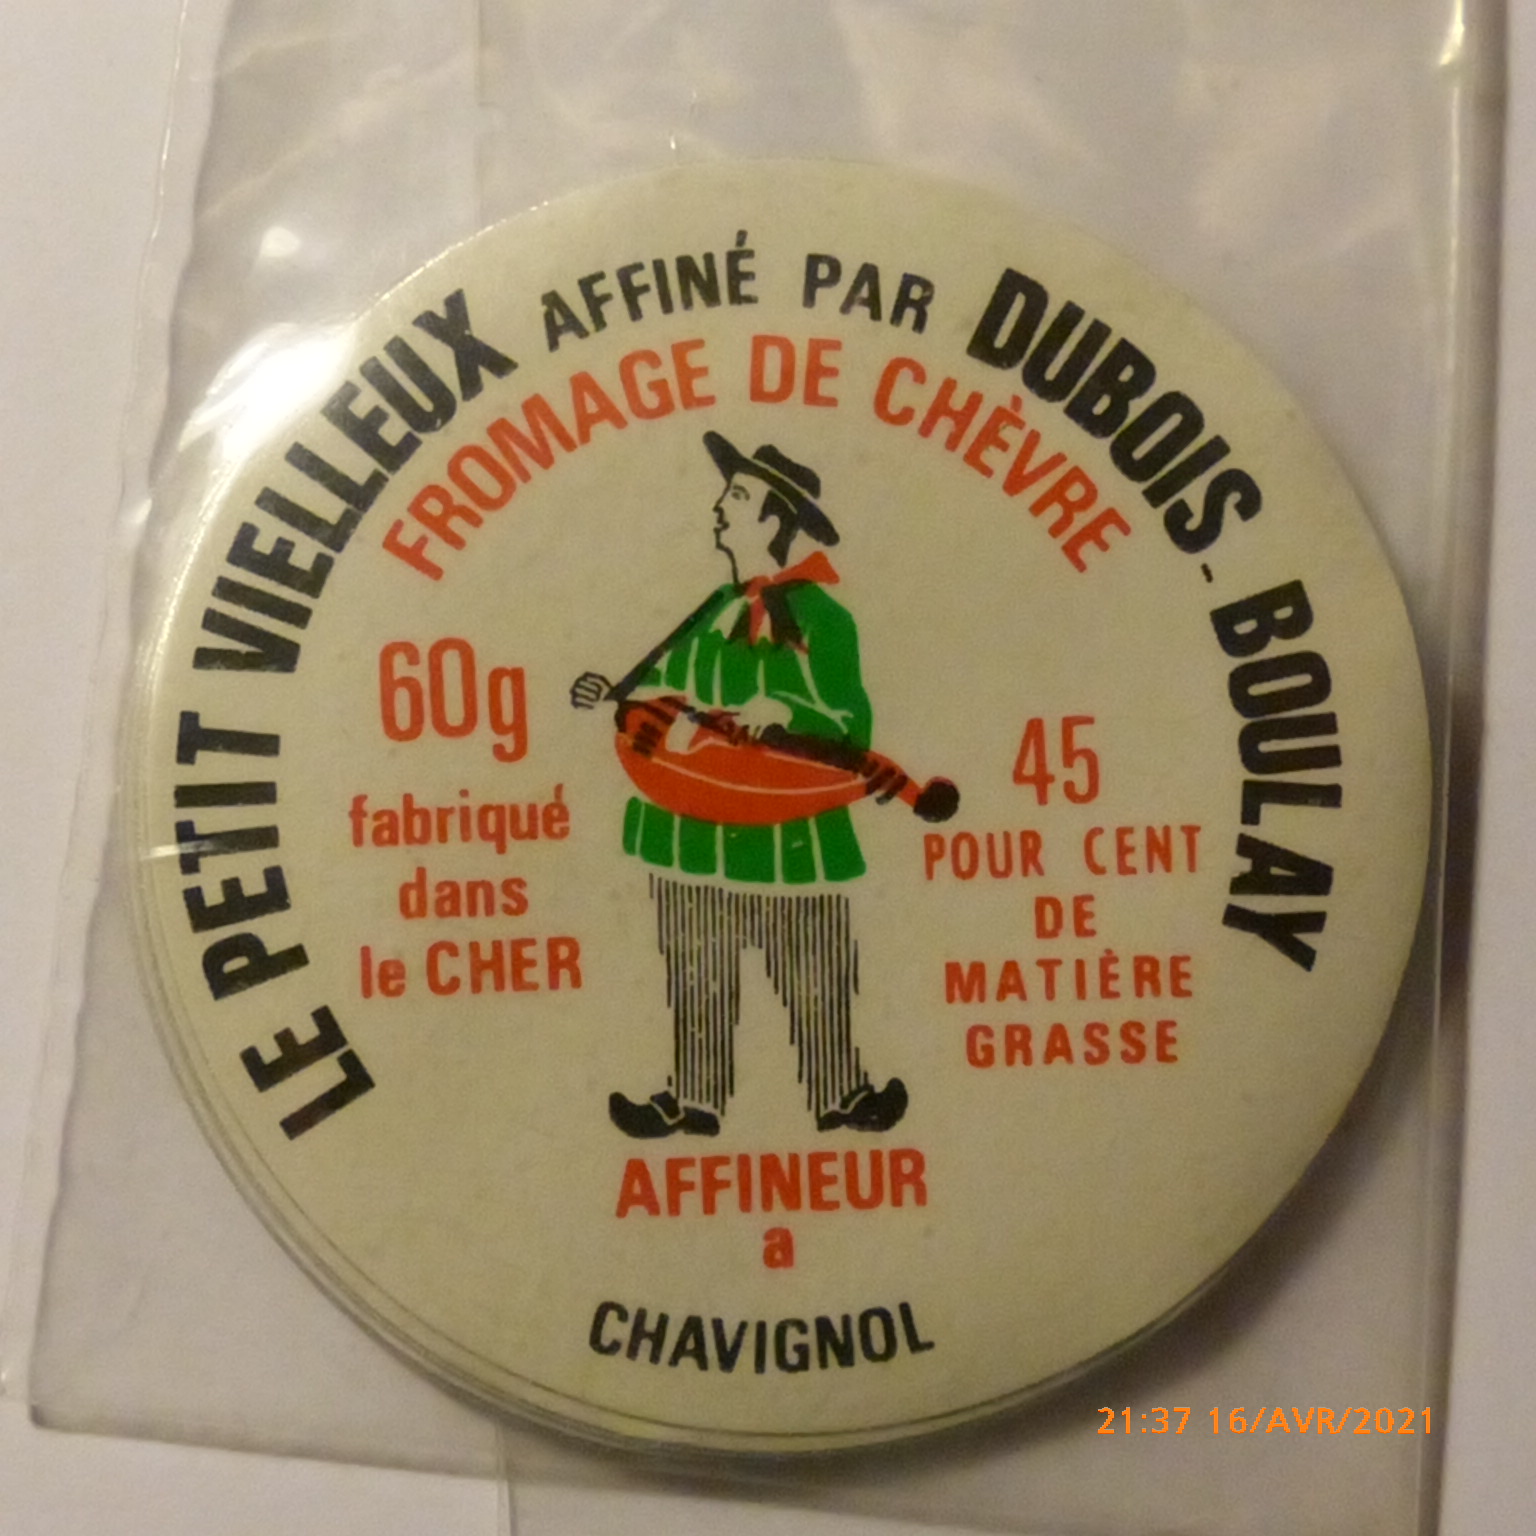 LE PETIT VIELLEUX AFFINÉ PAR DUBOIS-BOULAY
FROMAGE DE CHÈVRE
60g
fabriqué
dans
le CHER
45
POUR CENT
DE
MATIÈRE
GRASSE
AFFINEUR
a
CHAVIGNOL
21:37 16/AVR/2021